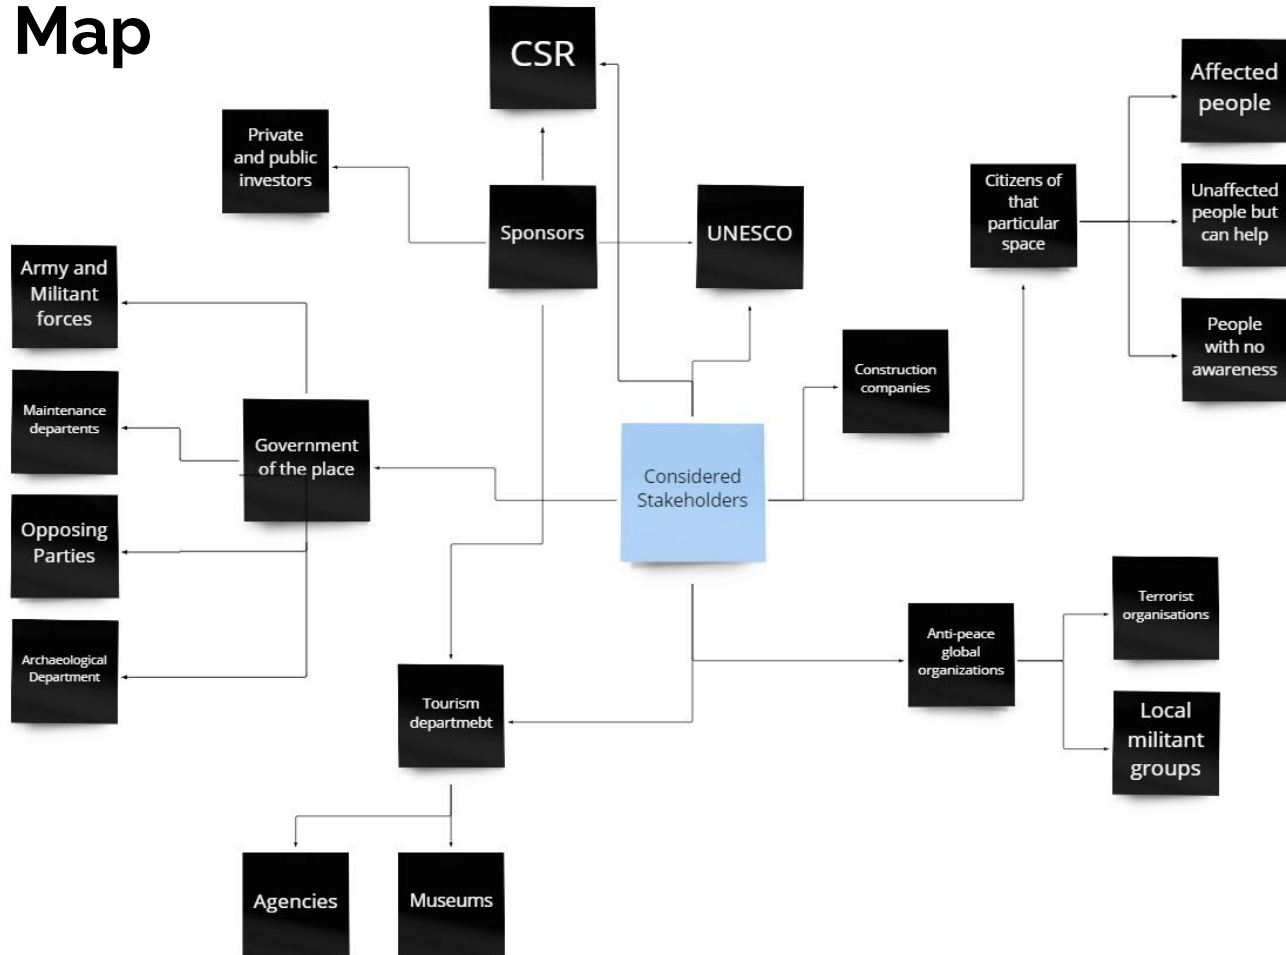 Map
CSR
Affected
people
Private
and public
investors
Citizens of
that
particular
space
Unaffected
people but
can help
Sponsors
UNESCO
Army and
Militant
forces
People
with no
awareness
Construction
companies
Maintenance
departents
Government
of the place
Considered
Stakeholders
Opposing
Parties
Terrorist
organisations
Anti-peace
global
organizations
Archaeological
Department
Tourism
departmebt
Local
militant
groups
Agencies
Museums